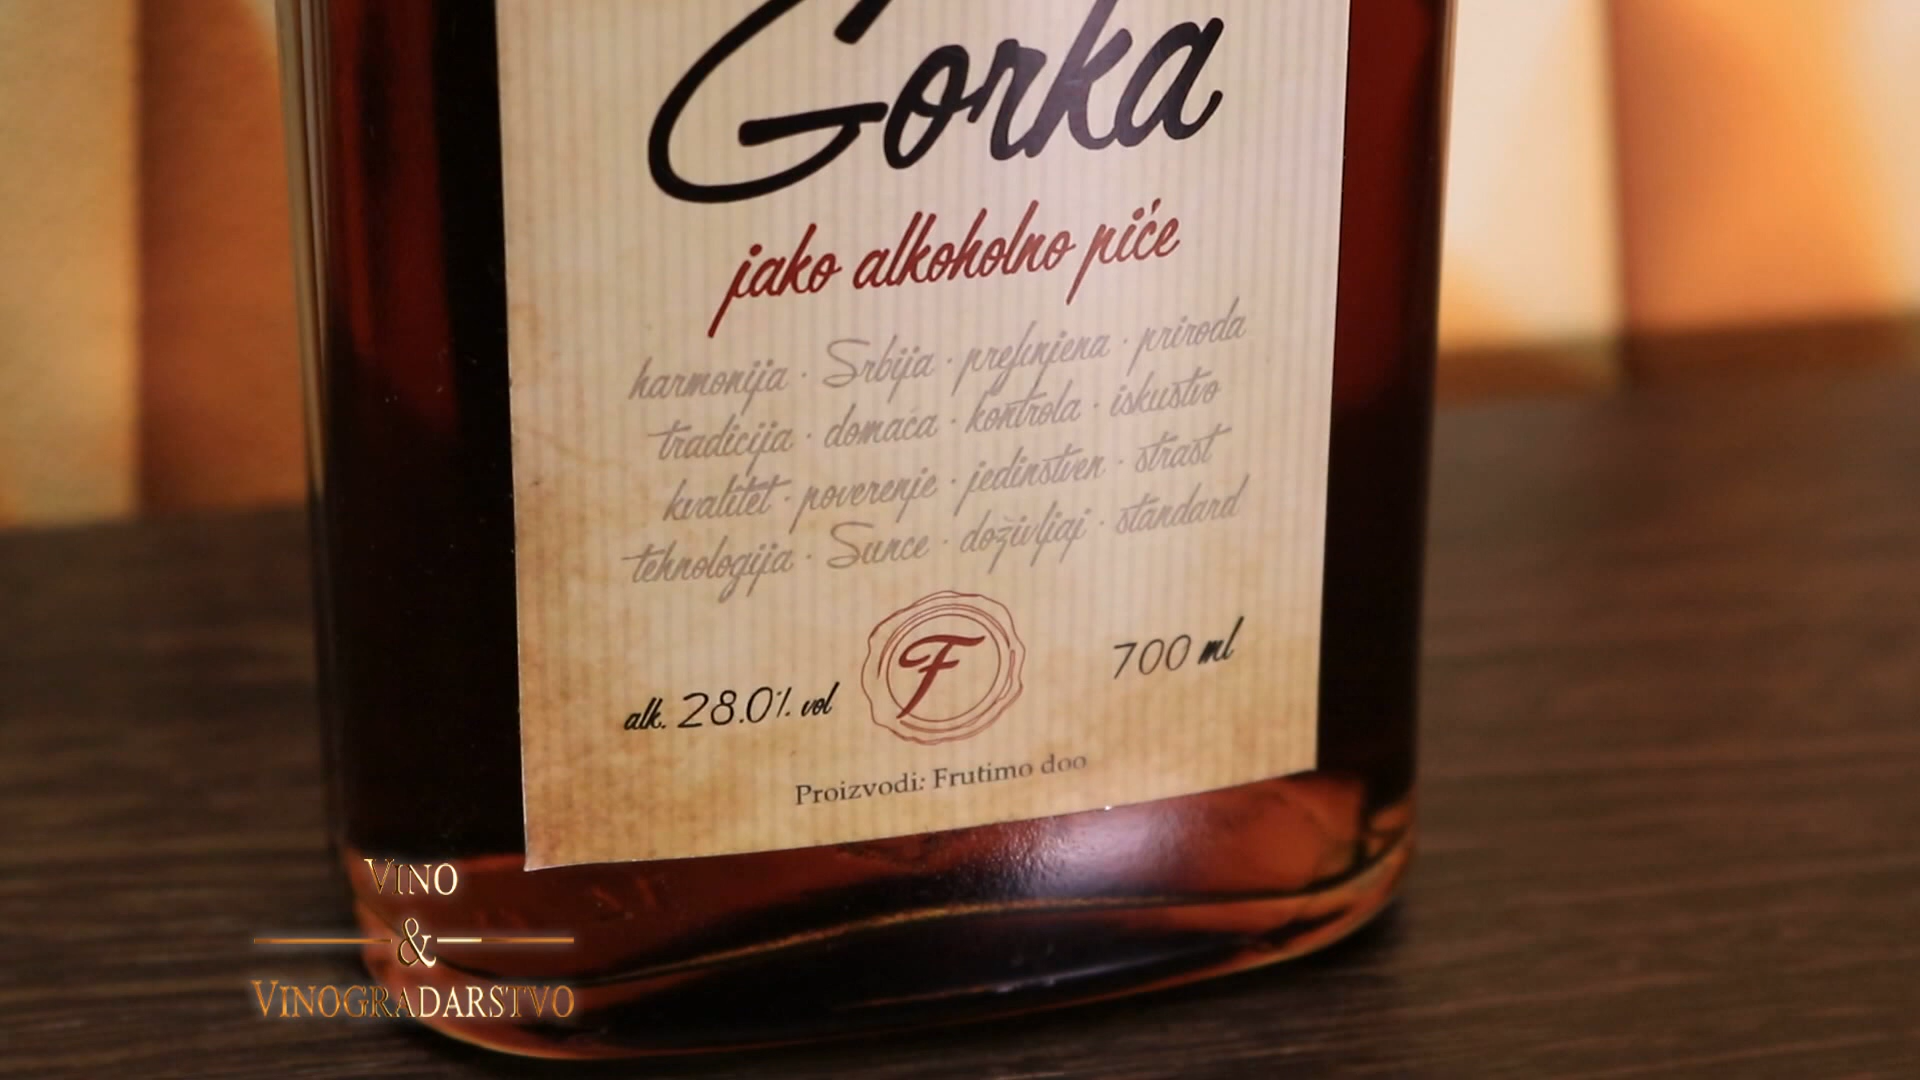 Gorka
jako alkoholno piće
harmonija · Srbija · prefinjena · priroda
tradicija · domaća · kontrola · iskustvo
kvalitet · poverenje · jedinstven · strast
tehnologija · Sunce · doživljaj · standard
F
alk. 28.0% vol
700 ml
Proizvodi: Frutimo doo
VINO
&
VINOGRADARSTVO